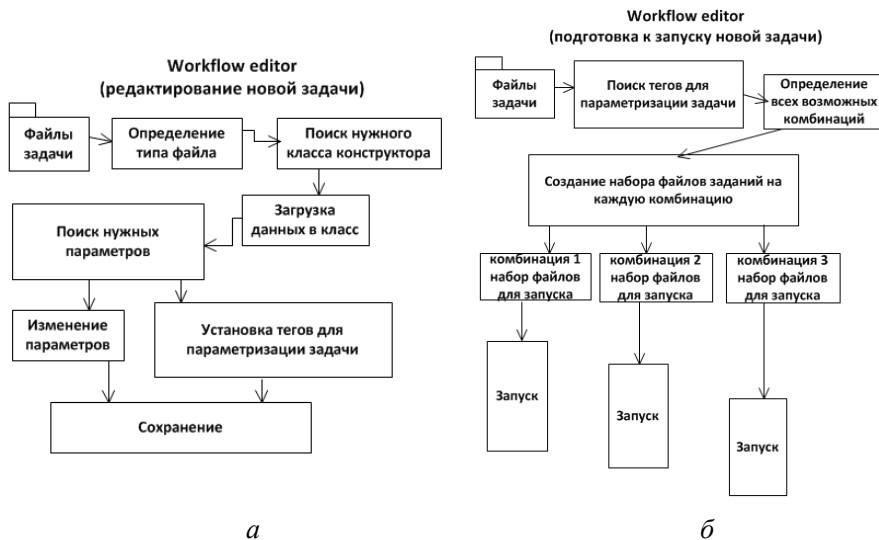 Workflow editor
(редактирование новой задачи)
Файлы
задачи
Определение
типа файла
Поиск нужного
класса конструктора
Загрузка
данных в класс
Поиск нужных
параметров
Изменение
параметров
Установка тегов для
параметризации задачи
Сохранение
а
Workflow editor
(подготовка к запуску новой задачи)
Файлы
задачи
Поиск тегов для
параметризации задачи
Определение
всех возможных
комбинаций
Создание набора файлов заданий на
каждую комбинацию
комбинация 1
набор файлов
для запуска
комбинация 2
набор файлов
для запуска
комбинация 3
набор файлов
для запуска
Запуск
Запуск
Запуск
б